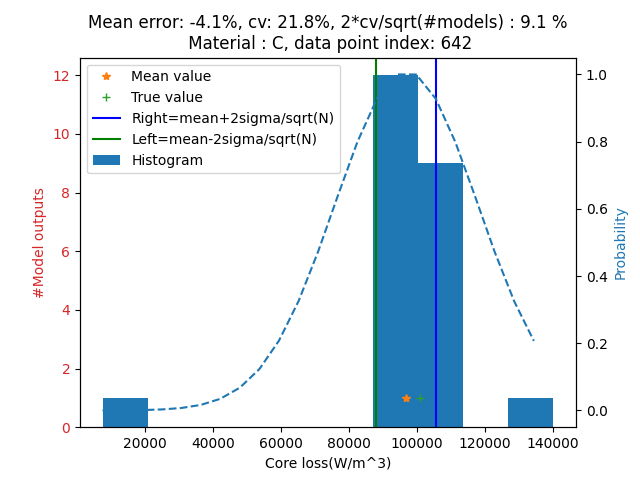 Mean error: -4.1%, cv: 21.8%, 2*cv/sqrt(#models) : 9.1 %
Material : C, data point index: 642
Mean value
True value
Right=mean+2sigma/sqrt(N)
Left=mean-2sigma/sqrt(N)
Histogram
12
10
8
6
4
2
0
#Model outputs
1.0
0.8
0.6
0.4
0.2
0.0
Probability
20000 40000 60000 80000 100000 120000 140000
Core loss(W/m^3)